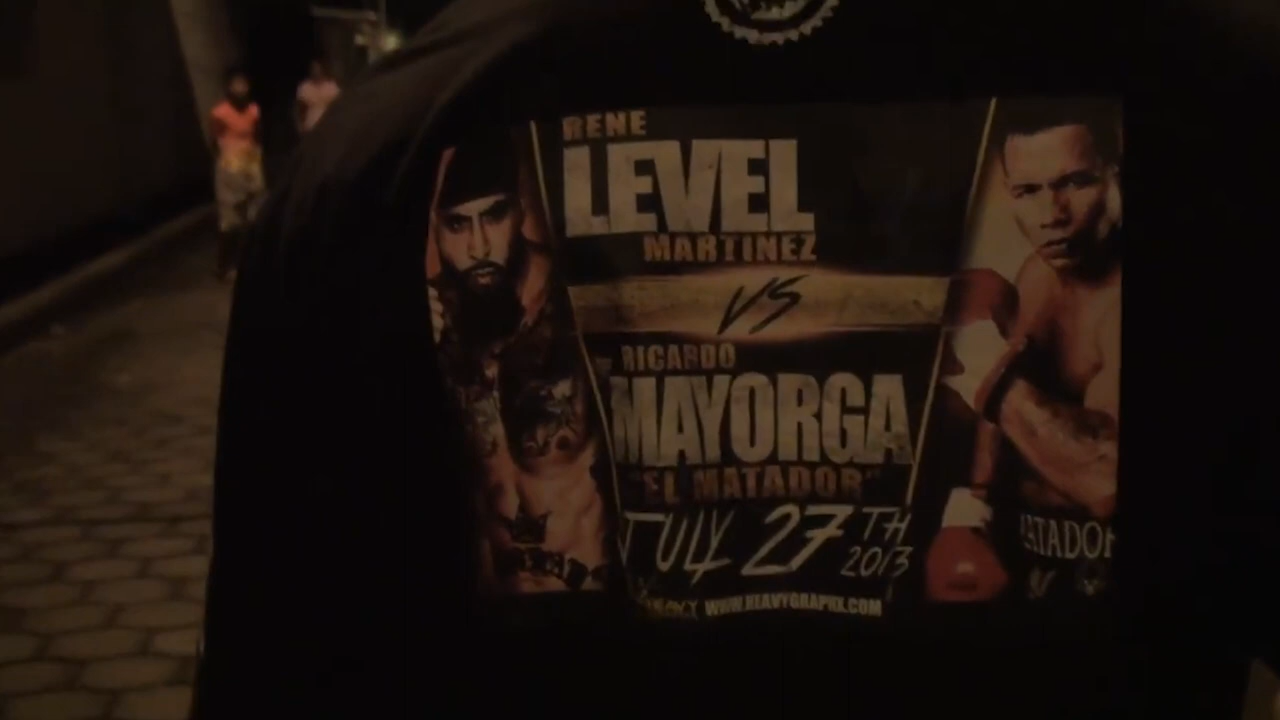 RENE
LEVEL
MARTINEZ
VS
RICARDO
MAYORGA
"EL MATADOR"
JULY 27TH
2013
WWW.HEAVYGRAPHX.COM